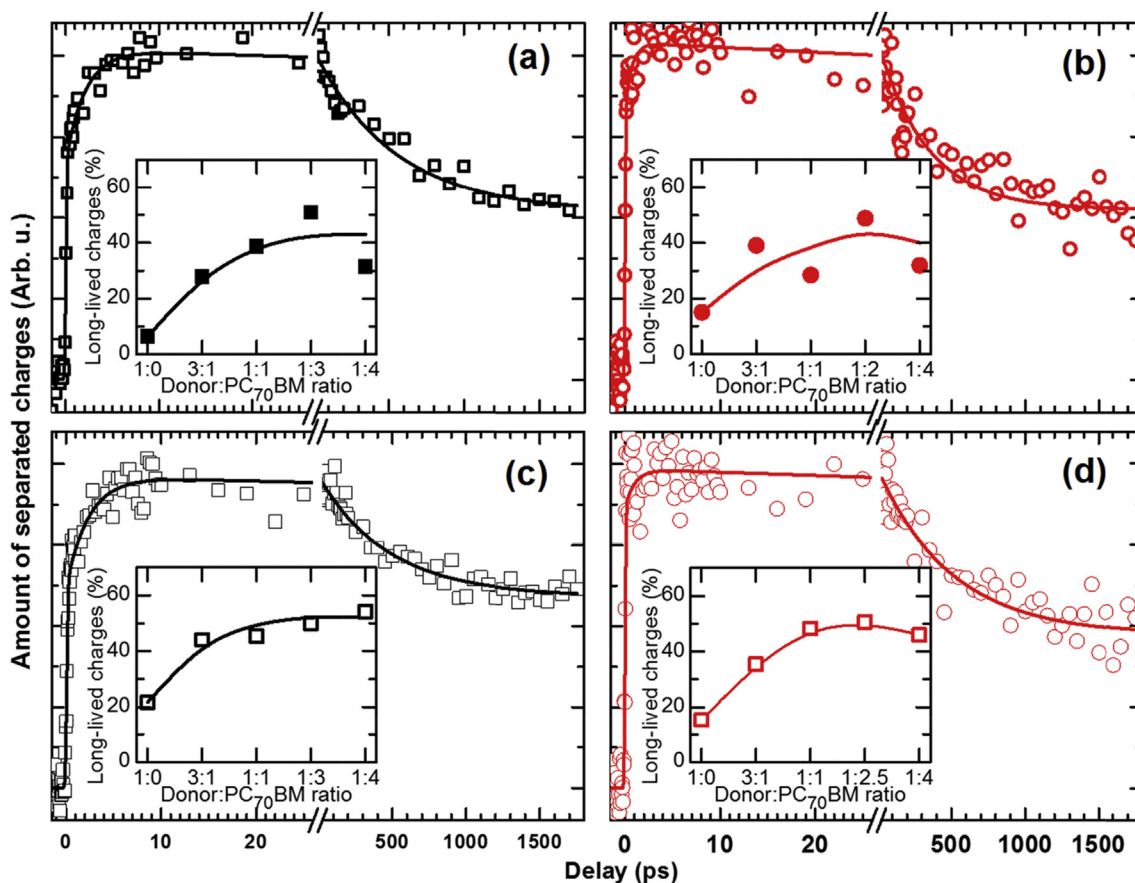 Amount of separated charges (Arb. u.)
(a)
Long-lived charges (%)
60
40
20
0
1:0 3:1 1:1 1:3 1:4
Donor:PC70BM ratio
(b)
Long-lived charges (%)
60
40
20
0
1:0 3:1 1:1 1:2 1:4
Donor:PC70BM ratio
(c)
Long-lived charges (%)
60
40
20
0
1:0 3:1 1:1 1:3 1:4
Donor:PC70BM ratio
0 10 20 500 1000 1500
(d)
Long-lived charges (%)
60
40
20
0
1:0 3:1 1:1 1:2.5 1:4
Donor:PC70BM ratio
0 10 20 500 1000 1500
Delay (ps)